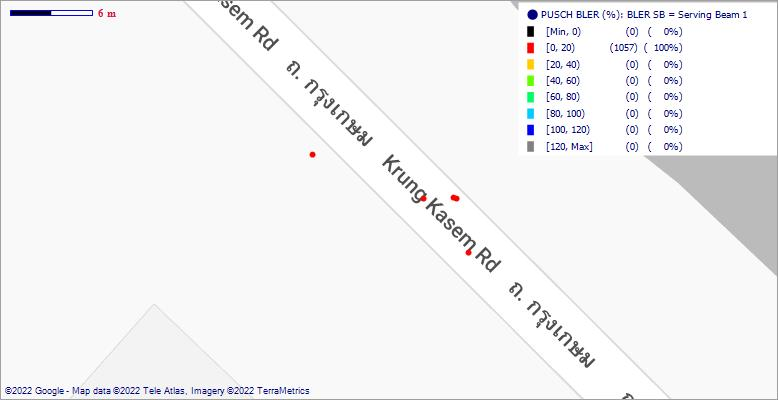 6 m
PUSCH BLER (%): BLER SB = Serving Beam 1
[Min, 0) (0) ( 0%)
[0, 20) (1057) ( 100%)
[20, 40) (0) ( 0%)
[40, 60) (0) ( 0%)
[60, 80) (0) ( 0%)
[80, 100) (0) ( 0%)
[100, 120) (0) ( 0%)
[120, Max] (0) ( 0%)
sem Rd
ถ. กรุงเกษม
Krung Kasem Rd
ถ. กรุงเกษม
©2022 Google - Map data ©2022 Tele Atlas, Imagery ©2022 TerraMetrics